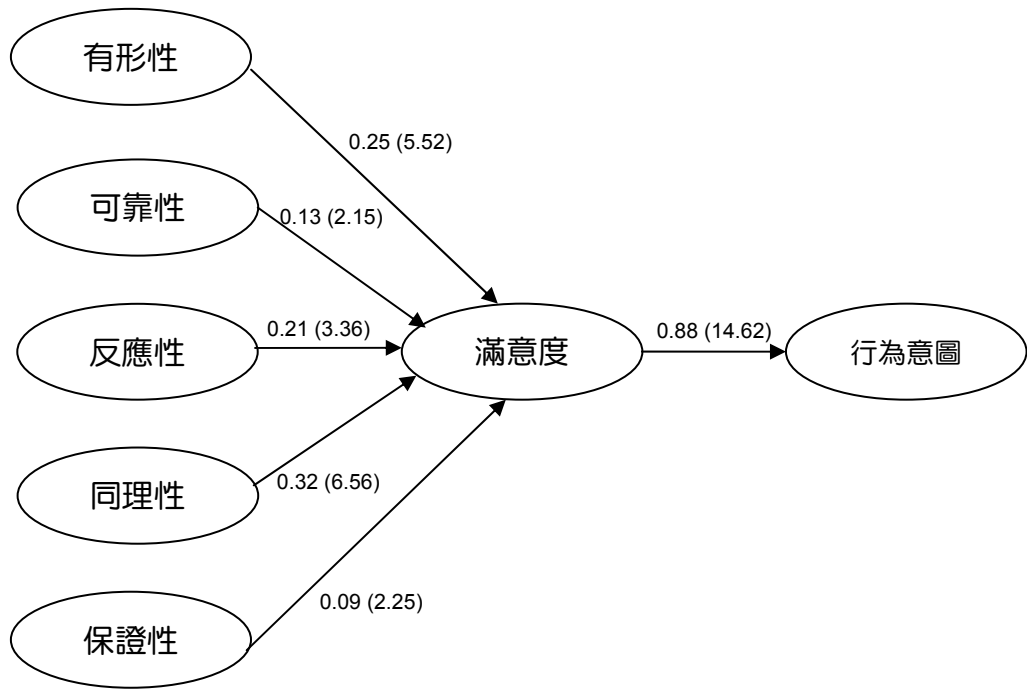 有形性
0.25 (5.52)
可靠性
0.13 (2.15)
反應性
0.21 (3.36)
滿意度
0.88 (14.62)
行為意圖
同理性
0.32 (6.56)
保證性
0.09 (2.25)